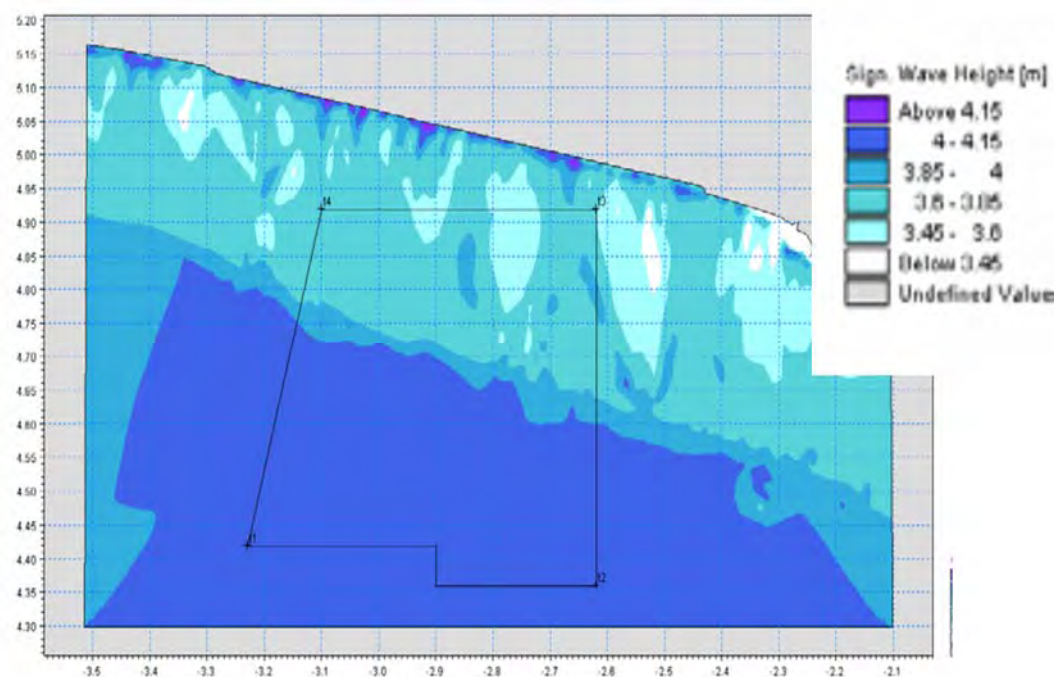 5.20
5.15
5.10
5.05
5.00
4.95
4.90
4.85
4.80
4.75
4.70
4.65
4.60
4.55
4.50
4.45
4.40
4.35
4.30
-3.5 -3.4 -3.3 -3.2 -3.1 -3.0 -2.9 -2.8 -2.7 -2.6 -2.5 -2.4 -2.3 -2.2 -2.1
t4 t3
t1
t2
Sign. Wave Height [m]
Above 4.15
4 - 4.15
3.85 - 4
3.6 - 3.85
3.45 - 3.6
Below 3.45
Undefined Value